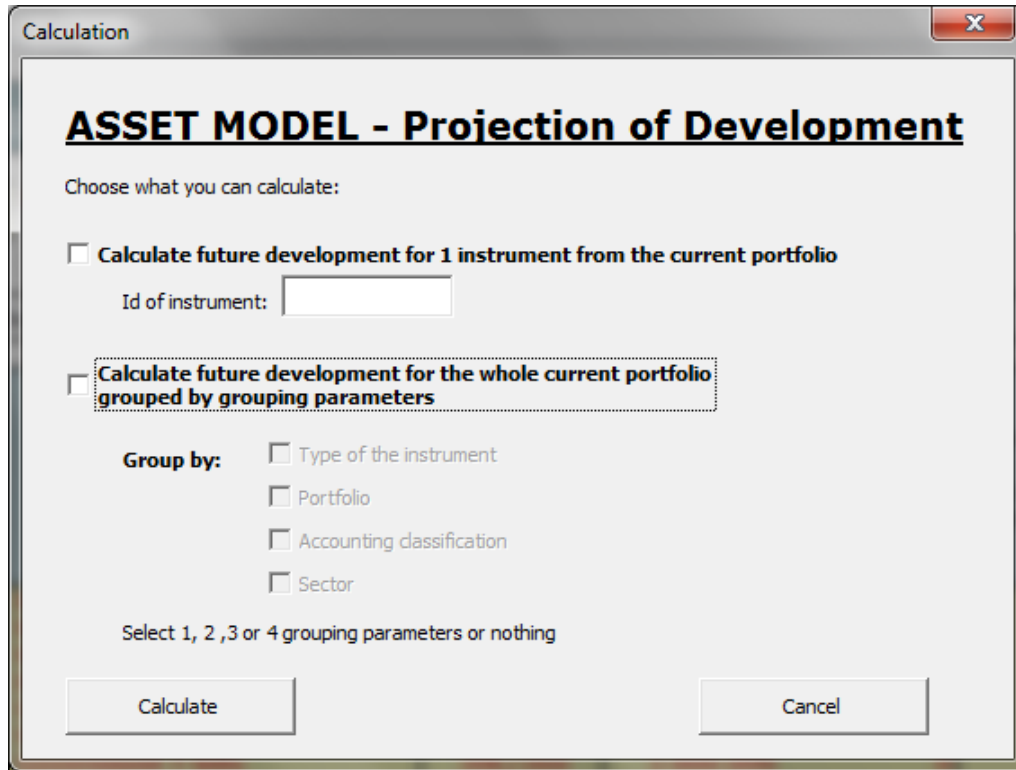 Calculation
ASSET MODEL - Projection of Development
Choose what you can calculate:
Calculate future development for 1 instrument from the current portfolio
Id of instrument:
Calculate future development for the whole current portfolio
grouped by grouping parameters
Group by:
Type of the instrument
Portfolio
Accounting classification
Sector
Select 1, 2 ,3 or 4 grouping parameters or nothing
Calculate
Cancel